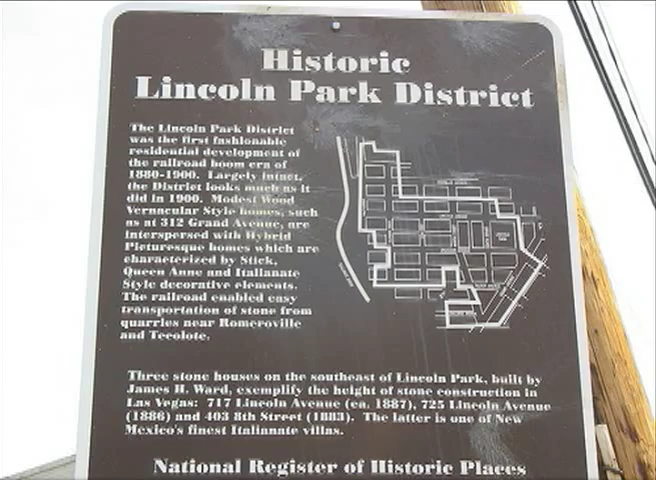 Historic
Lincoln Park District
The Lincoln Park District
was the first fashionable
residential development of
the railroad boom era of
1880-1900. Largely intact,
the District looks much as it
did in 1900. Modest Wood
Vernacular Style homes, such
as at 312 Grand Avenue, are
interspersed with Hybrid
Picturesque homes which are
characterized by Stick,
Queen Anne and Italianate
Style decorative elements.
The railroad enabled easy
transportation of stone from
quarries near Romeroville
and Tecolote.
Three stone houses on the southeast of Lincoln Park, built by
James H. Ward, exemplify the height of stone construction in
Las Vegas: 717 Lincoln Avenue (ca. 1887), 725 Lincoln Avenue
(1886) and 403 8th Street (1883). The latter is one of New
Mexico's finest Italianate villas.
National Register of Historic Places